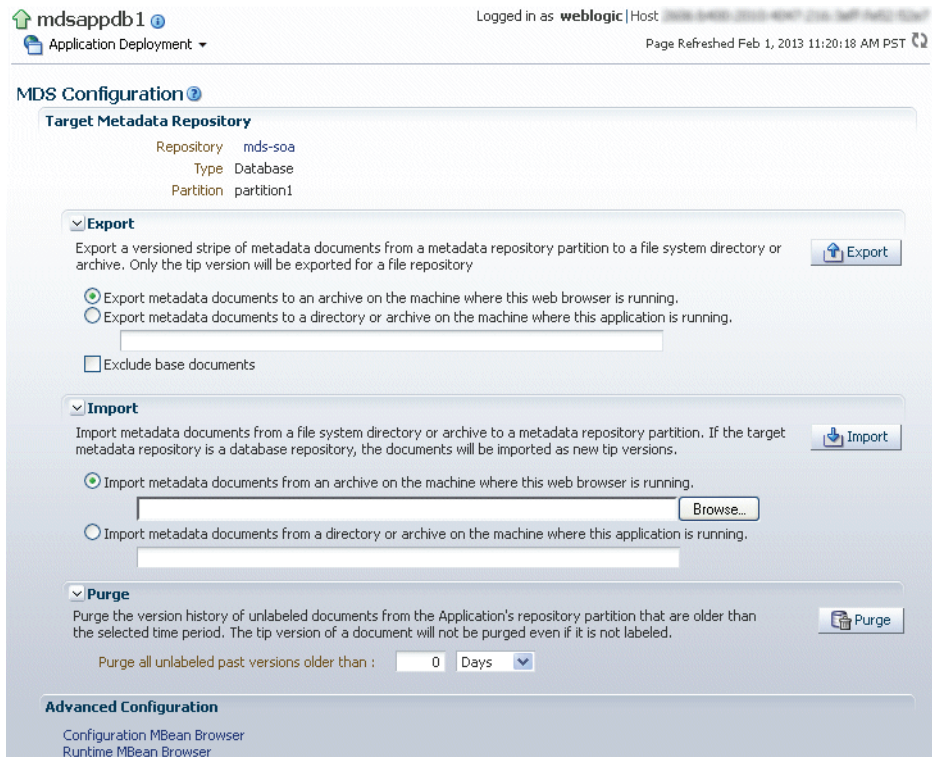 mdsappdb1
Logged in as weblogic|Host
Application Deployment
Page Refreshed Feb 1, 2013 11:20:18 AM PST
MDS Configuration
Target Metadata Repository
Repository mds-soa
Type Database
Partition partition1
Export
Export a versioned stripe of metadata documents from a metadata repository partition to a file system directory or
archive. Only the tip version will be exported for a file repository
Export
Export metadata documents to an archive on the machine where this web browser is running.
Export metadata documents to a directory or archive on the machine where this application is running.
Exclude base documents
Import
Import metadata documents from a file system directory or archive to a metadata repository partition. If the target
metadata repository is a database repository, the documents will be imported as new tip versions.
Import
Import metadata documents from an archive on the machine where this web browser is running.
Browse...
Import metadata documents from a directory or archive on the machine where this application is running.
Purge
Purge the version history of unlabeled documents from the Application's repository partition that are older than
the selected time period. The tip version of a document will not be purged even if it is not labeled.
Purge
Purge all unlabeled past versions older than : 0 Days
Advanced Configuration
Configuration MBean Browser
Runtime MBean Browser